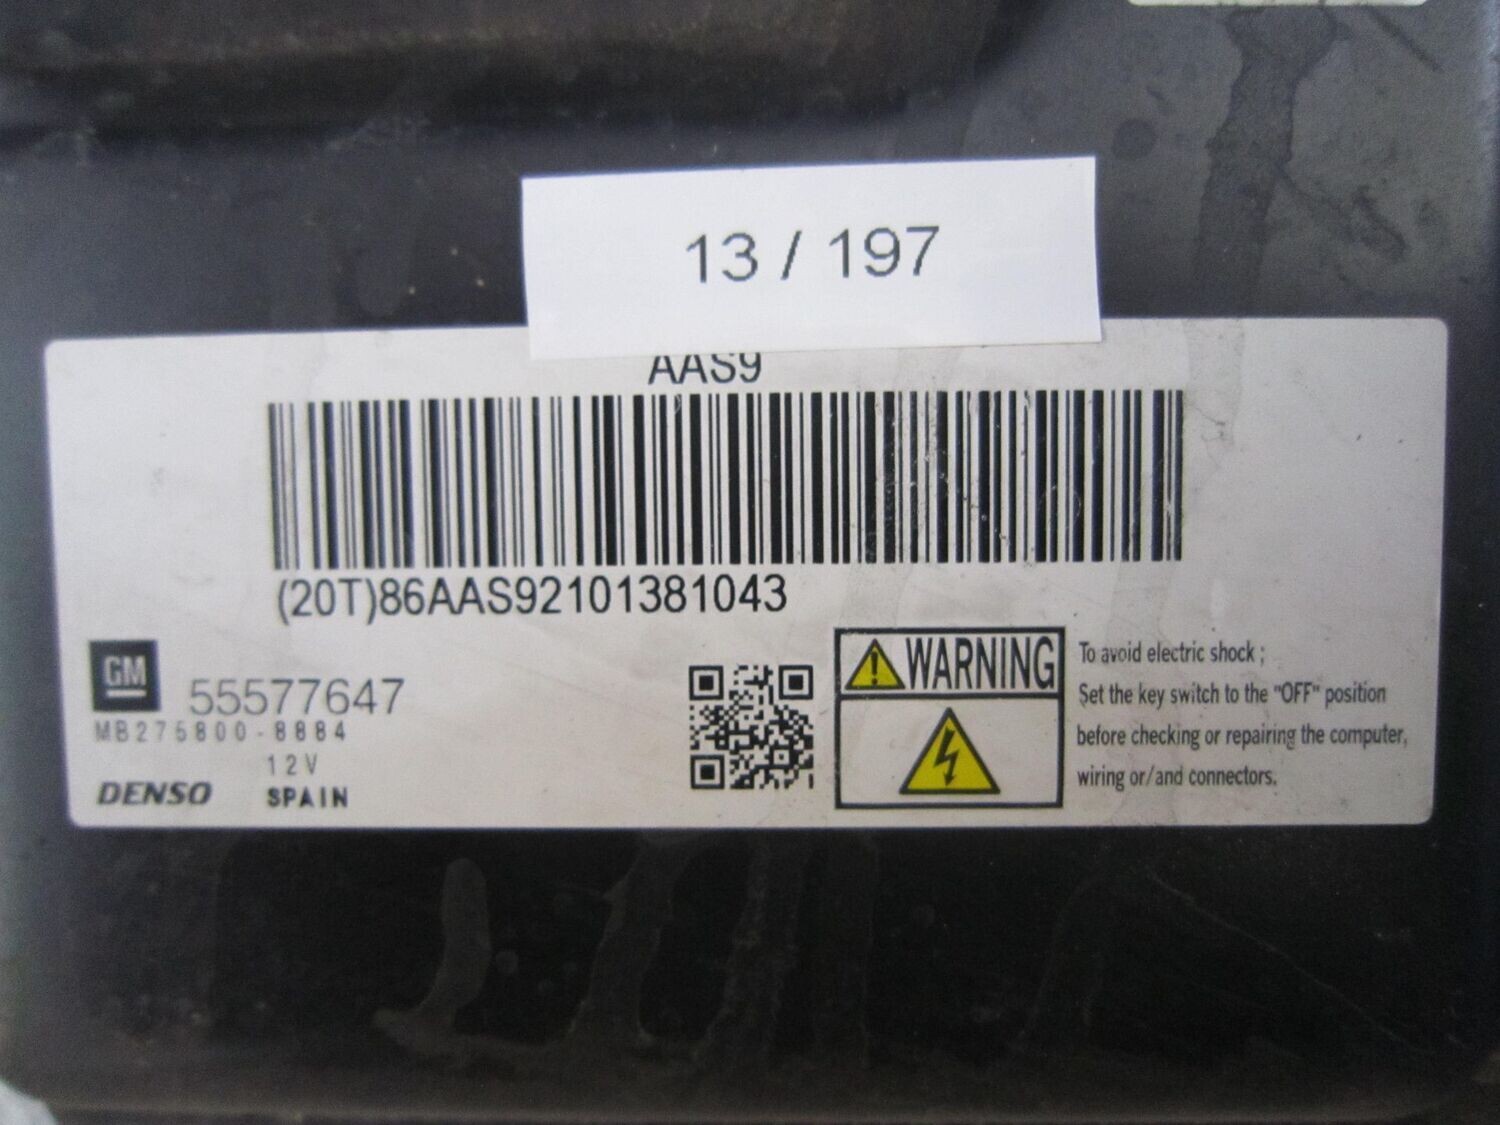 13 / 197
AAS9
(20T)86AAS92101381043
GM
55577647
MB275800-8884
12V
DENSO
SPAIN
WARNING
To avoid electric shock ;
Set the key switch to the "OFF" position
before checking or repairing the computer,
wiring or/and connectors.